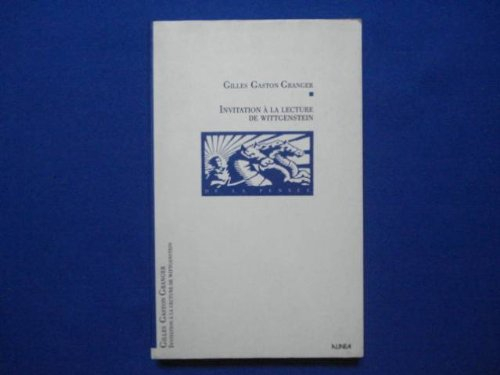 GILLES GASTON GRANGER
INVITATION À LA LECTURE
DE WITTGENSTEIN
DE LA PENSÉE
GILLES GASTON GRANGER
INVITATION À LA LECTURE DE WITTGENSTEIN
ALINEA